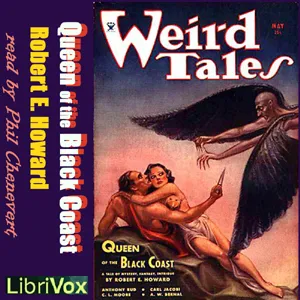 Queen of the Black Coast
Robert E. Howard
read by Phil Chenevert
LibriVox
Weird Tales
MAY
25¢
QUEEN
OF THE
BLACK COAST
A TALE OF MYSTERY, FANTASY, INTRIGUE
BY ROBERT E. HOWARD
ANTHONY RUD CARL JACOBI
C. L. MOORE A. W. BERNAL